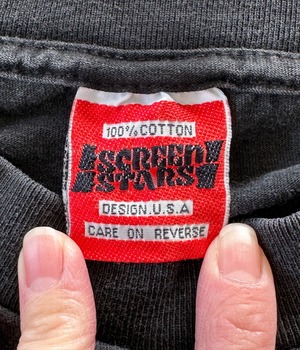 100% COTTON
SCREEN
STARS
DESIGN.U.S.A
CARE ON REVERSE